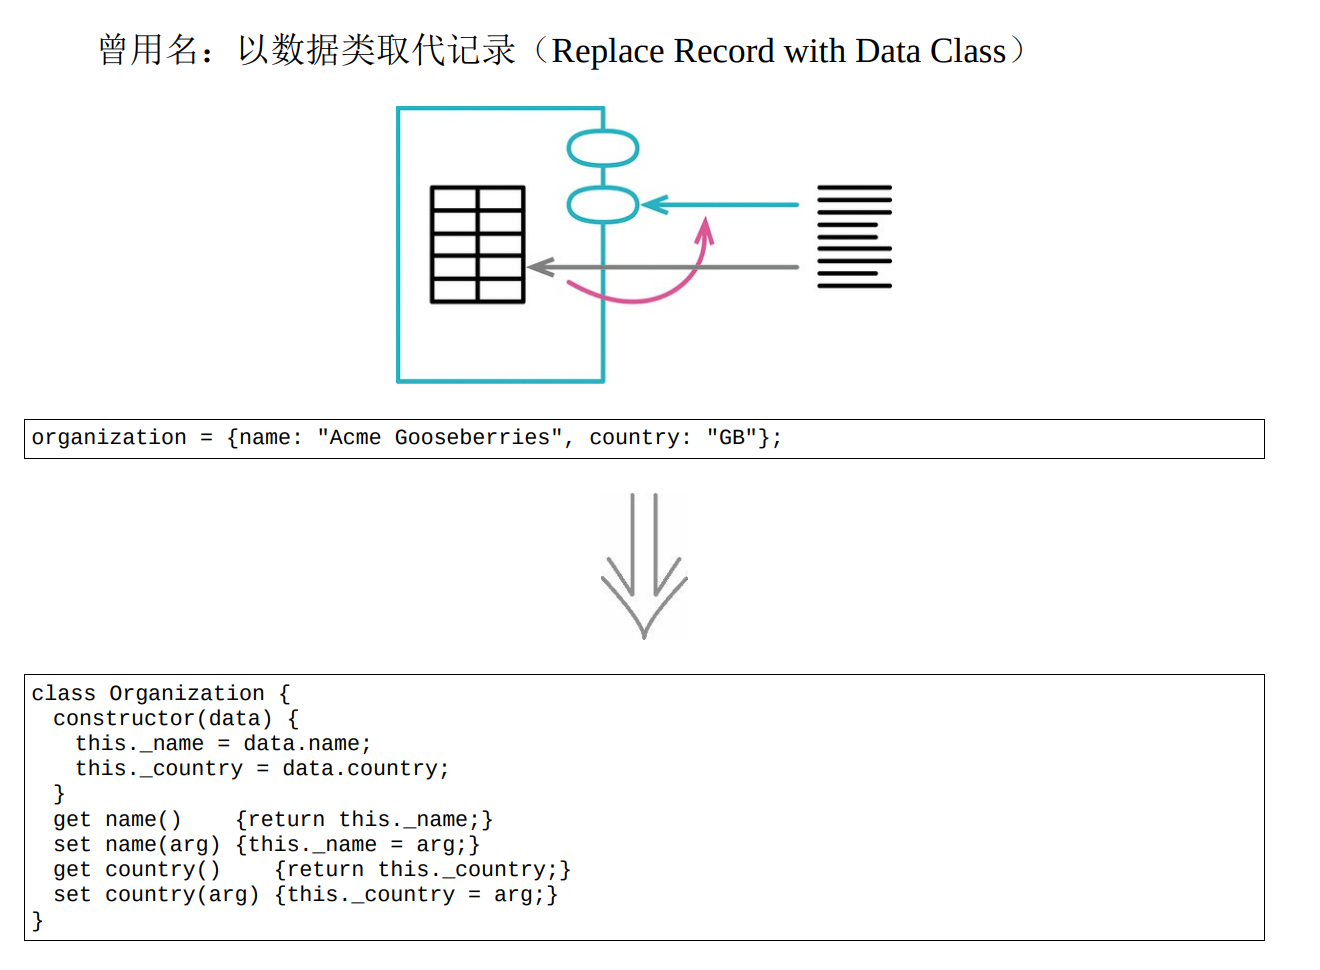 曾用名：以数据类取代记录（Replace Record with Data Class）
organization = {name: "Acme Gooseberries", country: "GB"};
class Organization {
  constructor(data) {
    this._name = data.name;
    this._country = data.country;
  }
  get name()    {return this._name;}
  set name(arg) {this._name = arg;}
  get country()    {return this._country;}
  set country(arg) {this._country = arg;}
}